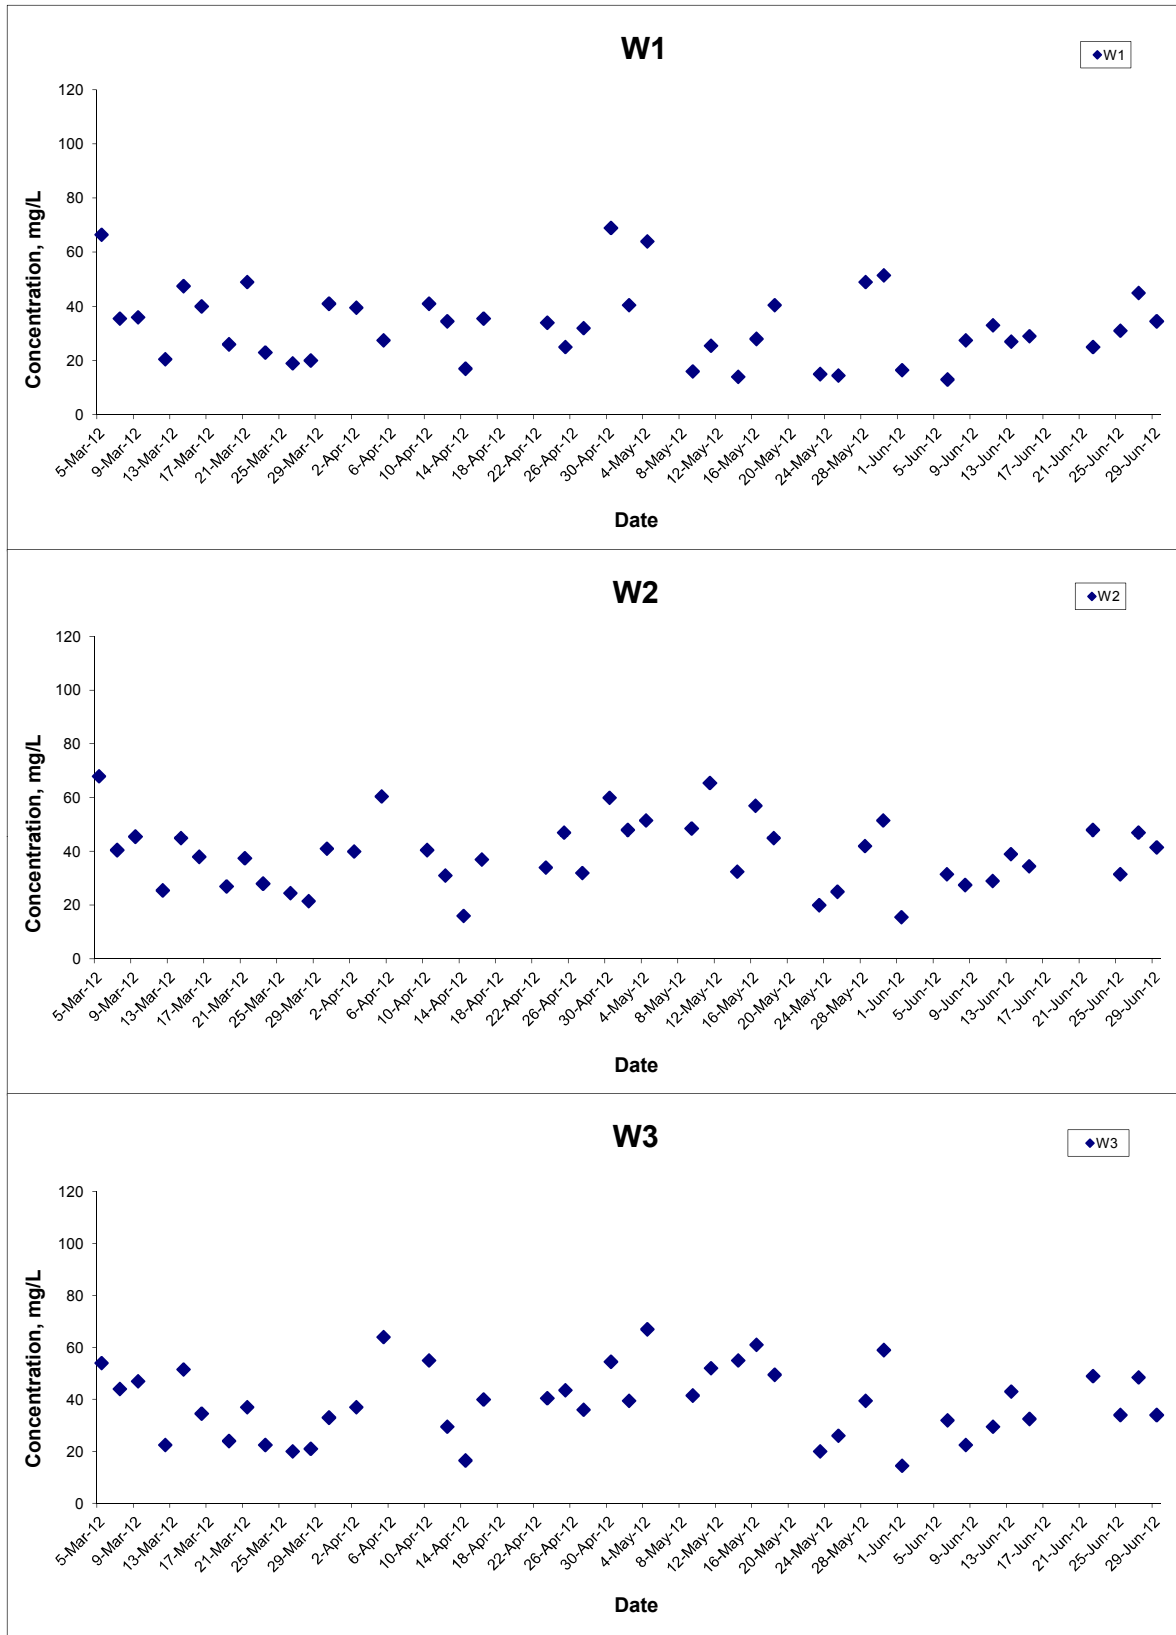 W1
W1
120
100
80
60
40
20
0
Concentration, mg/L
5-Mar-12
9-Mar-12
13-Mar-12
17-Mar-12
21-Mar-12
25-Mar-12
29-Mar-12
2-Apr-12
6-Apr-12
10-Apr-12
14-Apr-12
18-Apr-12
22-Apr-12
26-Apr-12
30-Apr-12
4-May-12
8-May-12
12-May-12
16-May-12
20-May-12
24-May-12
28-May-12
1-Jun-12
5-Jun-12
9-Jun-12
13-Jun-12
17-Jun-12
21-Jun-12
25-Jun-12
29-Jun-12
Date
W2
W2
120
100
80
60
40
20
0
Concentration, mg/L
5-Mar-12
9-Mar-12
13-Mar-12
17-Mar-12
21-Mar-12
25-Mar-12
29-Mar-12
2-Apr-12
6-Apr-12
10-Apr-12
14-Apr-12
18-Apr-12
22-Apr-12
26-Apr-12
30-Apr-12
4-May-12
8-May-12
12-May-12
16-May-12
20-May-12
24-May-12
28-May-12
1-Jun-12
5-Jun-12
9-Jun-12
13-Jun-12
17-Jun-12
21-Jun-12
25-Jun-12
29-Jun-12
Date
W3
W3
120
100
80
60
40
20
0
Concentration, mg/L
5-Mar-12
9-Mar-12
13-Mar-12
17-Mar-12
21-Mar-12
25-Mar-12
29-Mar-12
2-Apr-12
6-Apr-12
10-Apr-12
14-Apr-12
18-Apr-12
22-Apr-12
26-Apr-12
30-Apr-12
4-May-12
8-May-12
12-May-12
16-May-12
20-May-12
24-May-12
28-May-12
1-Jun-12
5-Jun-12
9-Jun-12
13-Jun-12
17-Jun-12
21-Jun-12
25-Jun-12
29-Jun-12
Date